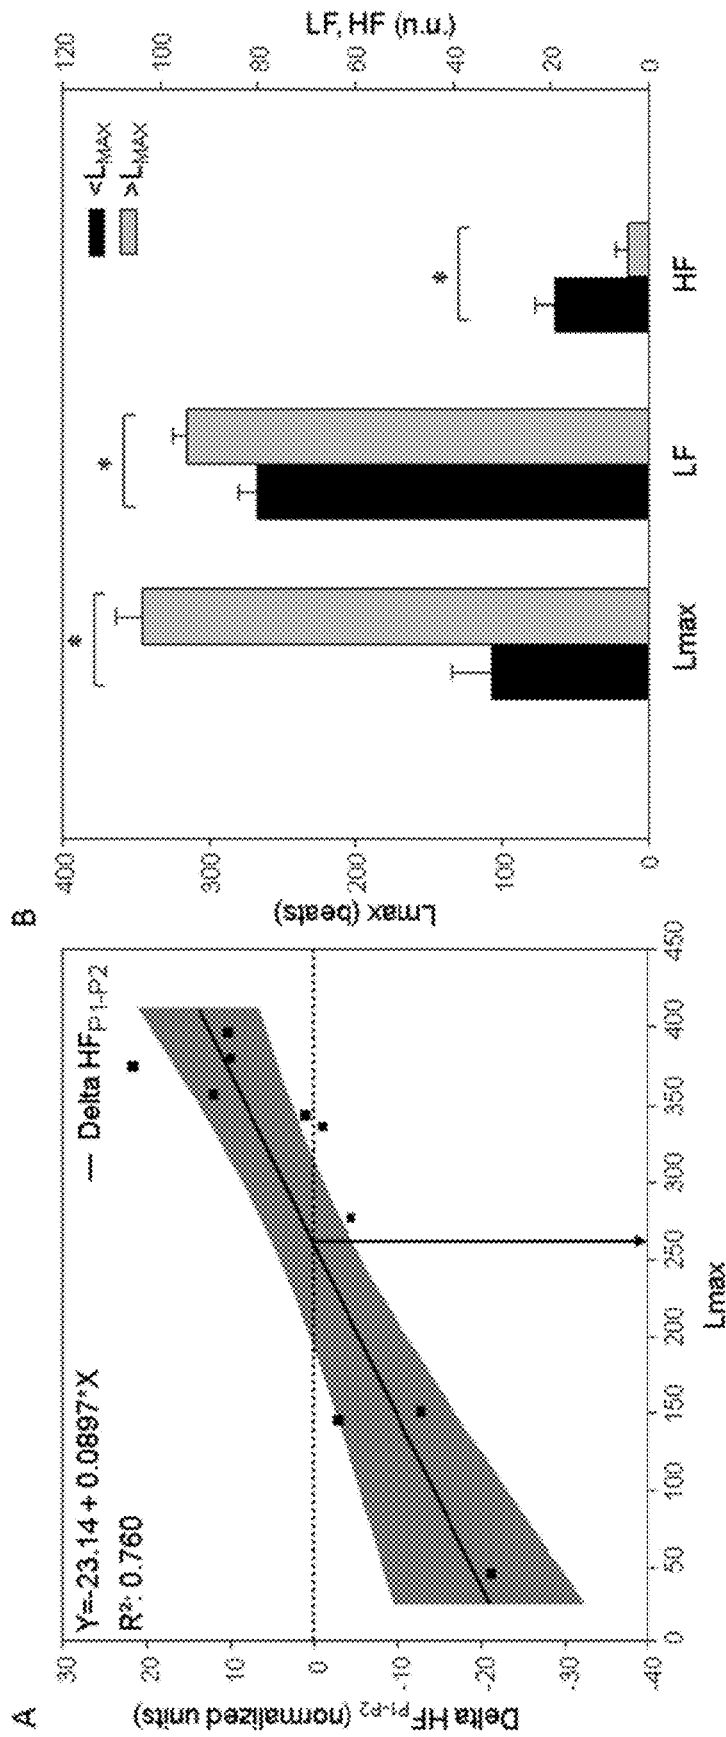 A
Y=-23.14 + 0.0897*X
R²: 0.760
— Delta HF P1-P2
30
20
10
0
-10
-20
-30
-40
Delta HF P1-P2 (normalized units)
0
50
100
150
200
250
300
350
400
450
Lmax
B
400
300
200
100
0
Lmax (beats)
<LMAX
>LMAX
*
*
*
Lmax
LF
HF
120
100
80
60
40
20
0
LF, HF (n.u.)